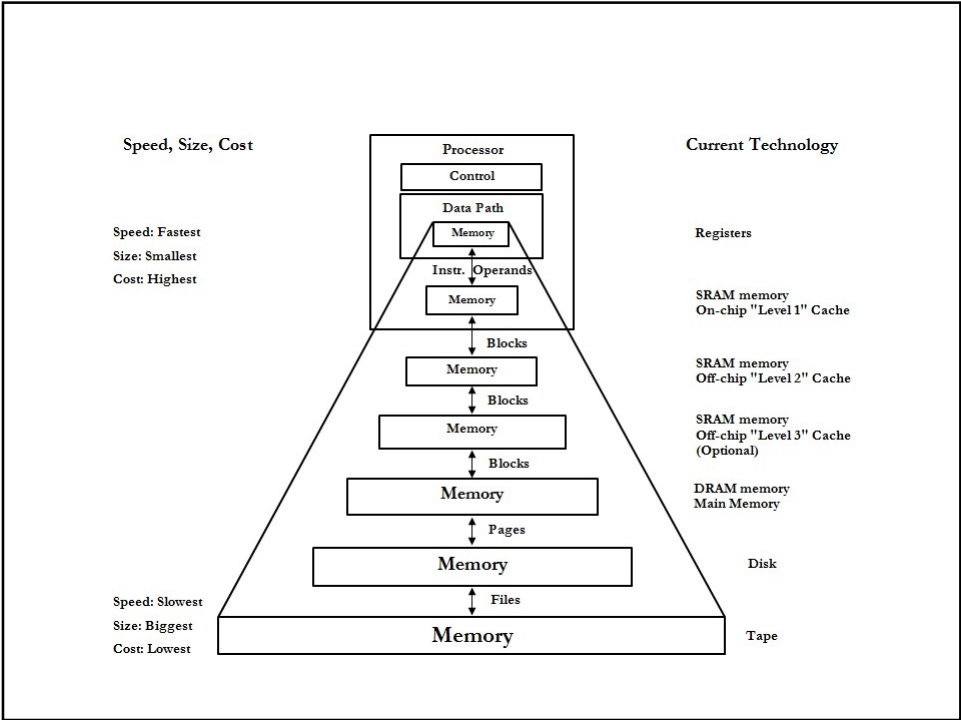 Speed, Size, Cost
Processor
Current Technology
Control
Data Path
Speed: Fastest
Memory
Registers
Size: Smallest
Cost: Highest
Instr. Operands
Memory
SRAM memory
On-chip "Level 1" Cache
Blocks
Memory
SRAM memory
Off-chip "Level 2" Cache
Blocks
Memory
SRAM memory
Off-chip "Level 3" Cache
(Optional)
Blocks
Memory
DRAM memory
Main Memory
Pages
Memory
Disk
Files
Speed: Slowest
Size: Biggest
Cost: Lowest
Memory
Tape